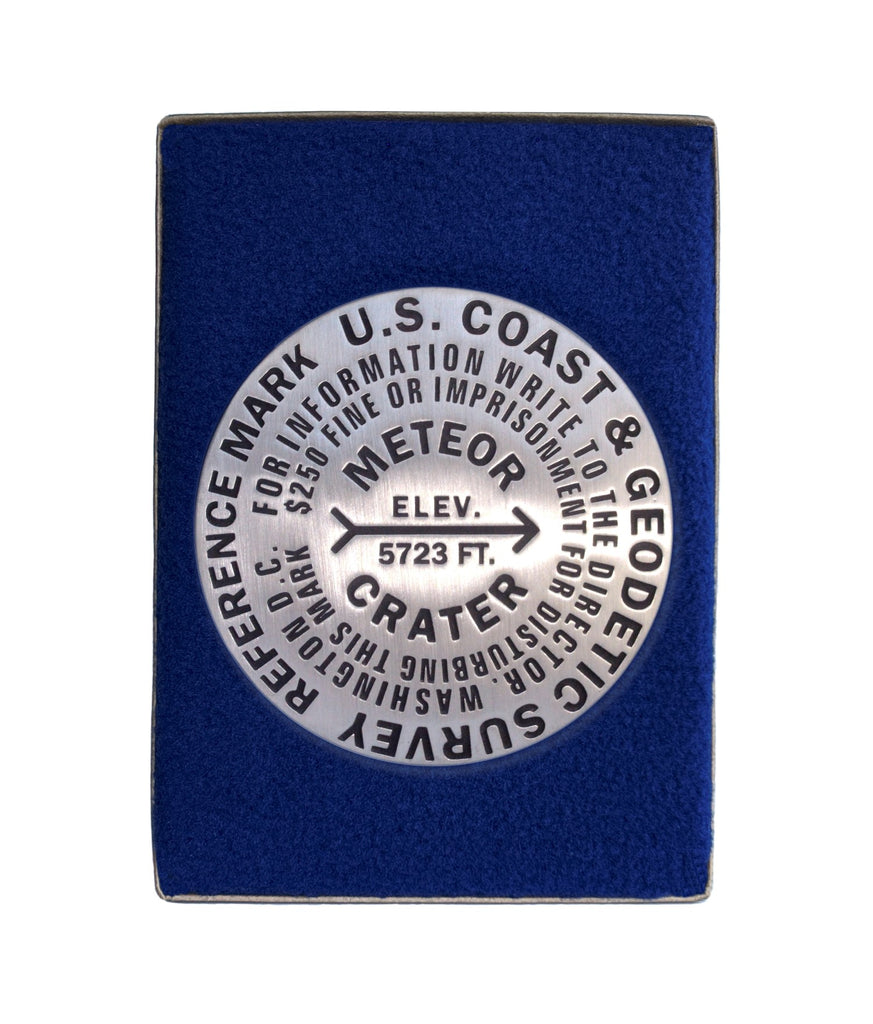 U.S. COAST & GEODETIC SURVEY REFERENCE MARK
FOR INFORMATION WRITE TO THE DIRECTOR. WASHINGTON D.C.
$250 FINE OR IMPRISONMENT FOR DISTURBING THIS MARK
METEOR
ELEV.
5723 FT.
CRATER